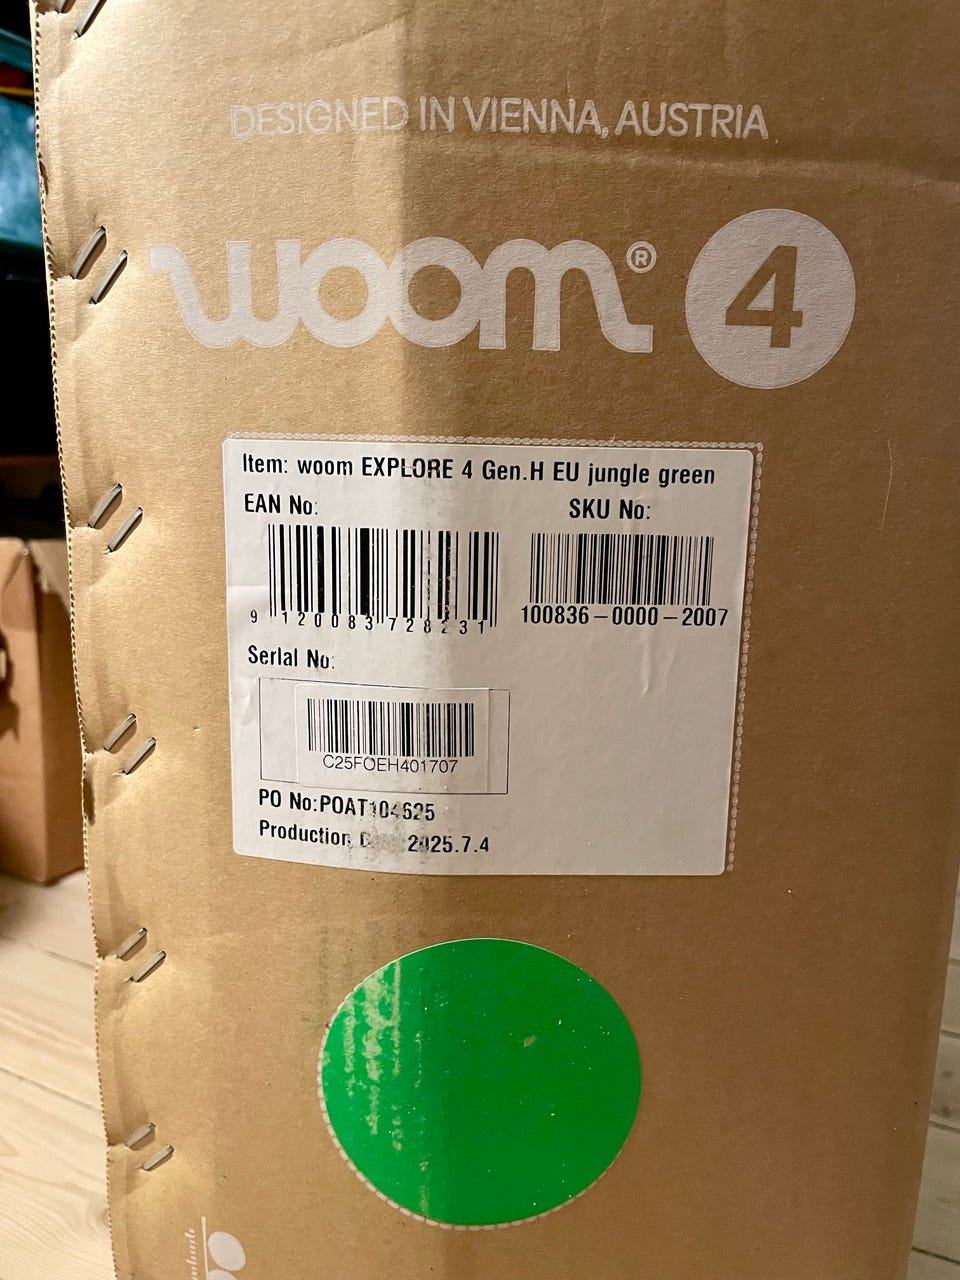 DESIGNED IN VIENNA, AUSTRIA
woom® 4
Item: woom EXPLORE 4 Gen.H EU jungle green
EAN No: SKU No:
9 120083 728231 100836-0000-2007
Serial No:
C25FOEH401707
PO No:POAT104625
Production 2025.7.4